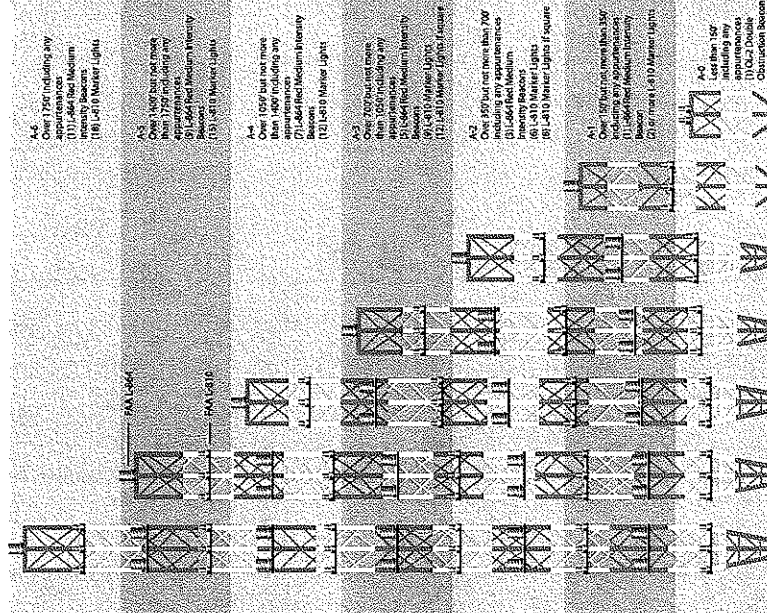 A-6
Over 1750' including any
appurtenances
(11) L-864 Red Medium
Intensity Beacons
(18) L-810 Marker Lights
A-5
Over 1400' but not more
than 1750' including any
appurtenances
(9) L-864 Red Medium Intensity
Beacons
(15) L-810 Marker Lights
A-4
Over 1050' but not more
than 1400' including any
appurtenances
(7) L-864 Red Medium Intensity
Beacons
(12) L-810 Marker Lights
A-3
Over 700' but not more
than 1050' including any
appurtenances
(5) L-864 Red Medium Intensity
Beacons
(9) L-810 Marker Lights
(12) L-810 Marker Lights if square
A-2
Over 350' but not more than 700'
including any appurtenances
(3) L-864 Red Medium
Intensity Beacons
(6) L-810 Marker Lights
(8) L-810 Marker Lights if square
A-1
Over 150' but not more than 350'
including any appurtenances
(1) L-864 Red Medium Intensity
Beacon
(2) or more L-810 Marker Lights
A-0
Less than 150'
including any
appurtenances
(1) OL-2 Double
Obstruction Beacon
FAA L-864
FAA L-810